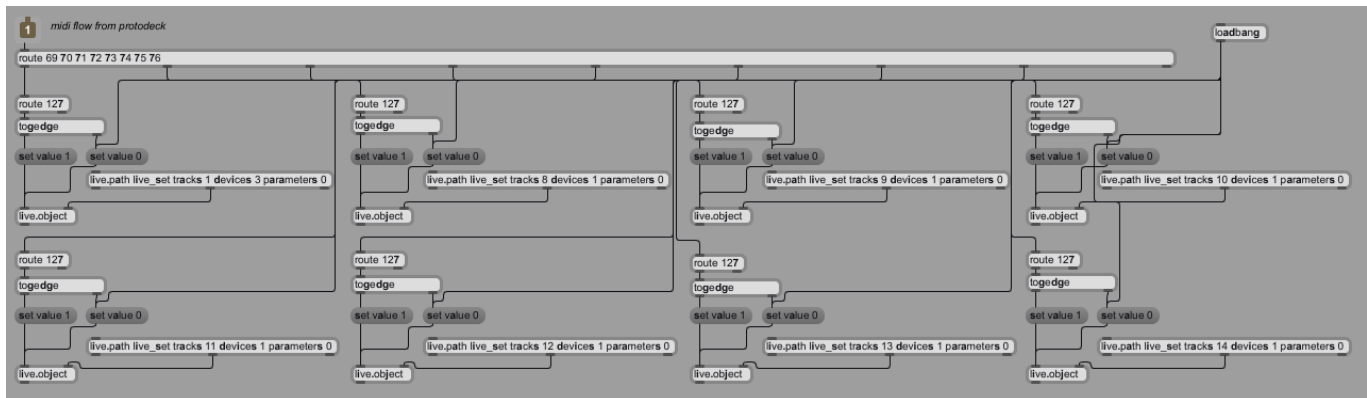 1 midi flow from protodeck
loadbang
route 69 70 71 72 73 74 75 76
route 127 route 127 route 127 route 127
togedge togedge togedge togedge
set value 1 set value 0 set value 1 set value 0 set value 1 set value 0 set value 1 set value 0
live.path live_set tracks 1 devices 3 parameters 0 live.path live_set tracks 8 devices 1 parameters 0 live.path live_set tracks 9 devices 1 parameters 0 live.path live_set tracks 10 devices 1 parameters 0
live.object live.object live.object live.object
route 127 route 127 route 127 route 127
togedge togedge togedge togedge
set value 1 set value 0 set value 1 set value 0 set value 1 set value 0 set value 1 set value 0
live.path live_set tracks 11 devices 1 parameters 0 live.path live_set tracks 12 devices 1 parameters 0 live.path live_set tracks 13 devices 1 parameters 0 live.path live_set tracks 14 devices 1 parameters 0
live.object live.object live.object live.object